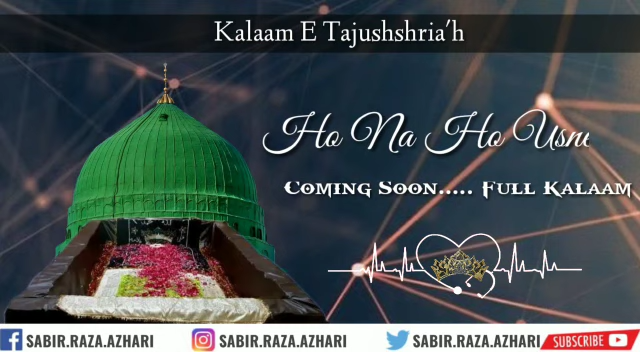 Kalaam E Tajushshria'h
Ho Na Ho Usne
Coming Soon..... Full Kalaam
SABIR.RAZA.AZHARI
SABIR.RAZA.AZHARI
SABIR.RAZA.AZHARI
SUBSCRIBE